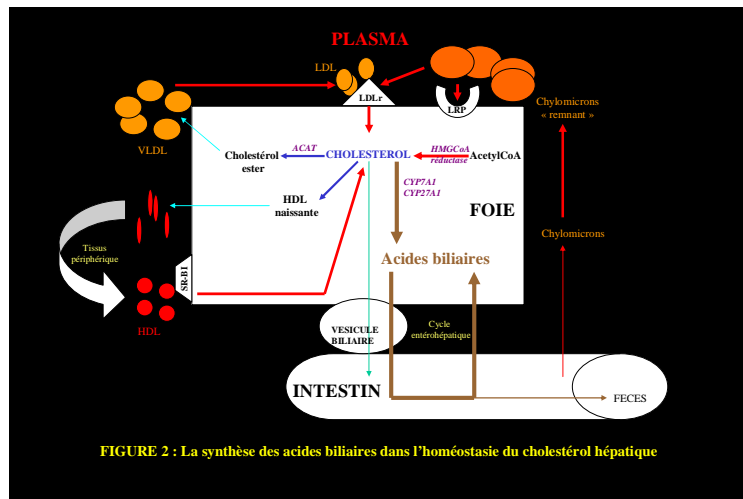 PLASMA
LDL
LDLr
LRP
Chylomicrons
« remnant »
VLDL
Cholestérol
ester
ACAT
CHOLESTEROL
HMGCoA
réductase
AcetylCoA
CYP7A1
CYP27A1
HDL
naissante
FOIE
Tissus
périphérique
Chylomicrons
Acides biliaires
SR-BI
HDL
VESICULE
BILIAIRE
Cycle
entérohépatique
INTESTIN
FECES
FIGURE 2 : La synthèse des acides biliaires dans l'homéostasie du cholestérol hépatique